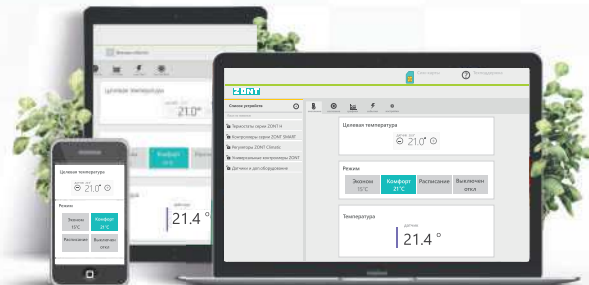 Целевая температура
21.0°
Комфорт
датчик
21.4 °
Целевая температура
21.0°
Режим
Эконом
15°C
Комфорт
21°C
Расписание
Выключен
откл
ZONT
Список устройств
Термостаты серии ZONT H
Контроллеры серии ZONT SMART
Регуляторы ZONT Climatic
Универсальные контроллеры ZONT
Датчики и доп.оборудование
Целевая температура
21.0°
Режим
Эконом
15°C
Комфорт
21°C
Расписание
Выключен
откл
Температура
датчик
21.4 °